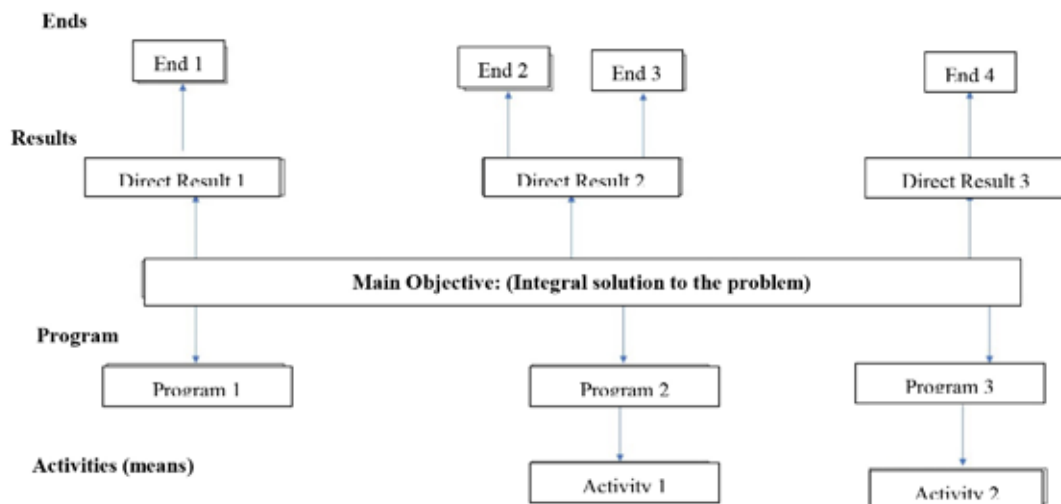 Ends
End 1
End 2
End 3
End 4
Results
Direct Result 1
Direct Result 2
Direct Result 3
Main Objective: (Integral solution to the problem)
Program
Program 1
Program 2
Program 3
Activities (means)
Activity 1
Activity 2